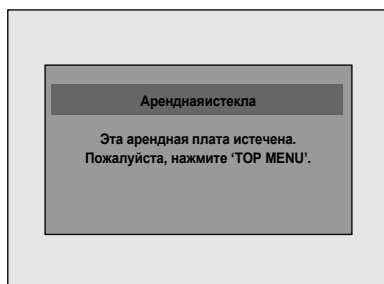 Аренднаяистекла
Эта арендная плата истечена.
Пожалуйста, нажмите ‘TOP MENU’.